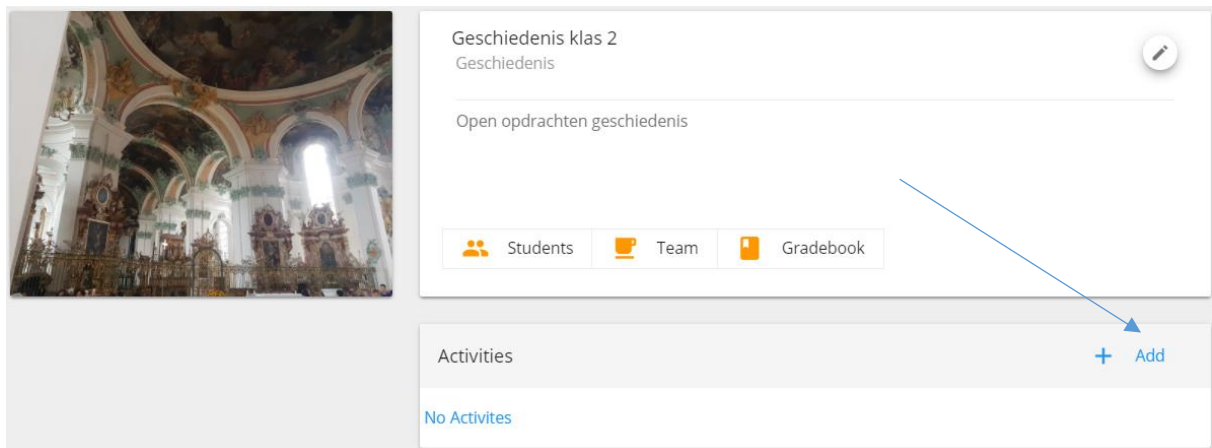 Geschiedenis klas 2
Geschiedenis
Open opdrachten geschiedenis
Students Team Gradebook
Activities + Add
No Activites